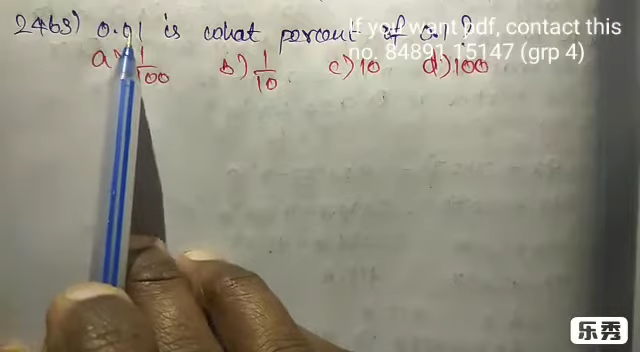 2463) 0.01 is what percent of 0.1?
If you want pdf, contact this
no. 84891 15147 (grp 4)
a) 1/100 b) 1/10 c) 10 d) 100
乐秀